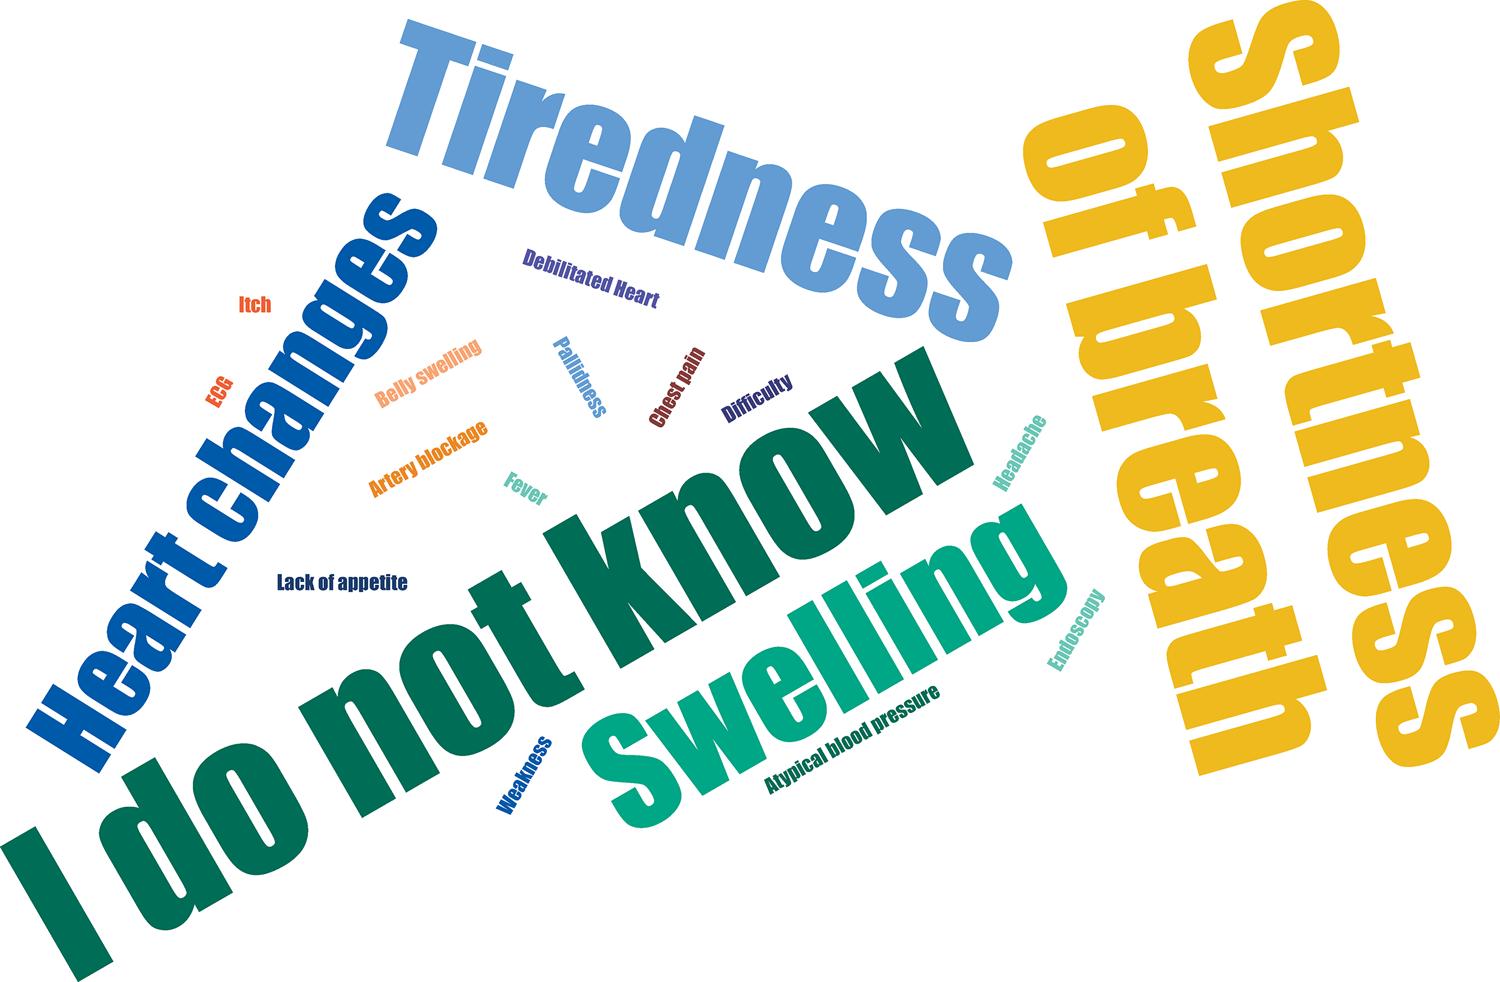 Tiredness
Shortness
of breath
Heart changes
Debilitated Heart
Itch
ECG
Belly swelling
Pallidness
Chest pain
Difficulty
Artery blockage
Fever
Headache
I do not know
Lack of appetite
Swelling
Endoscopy
Atypical blood pressure
Weakness